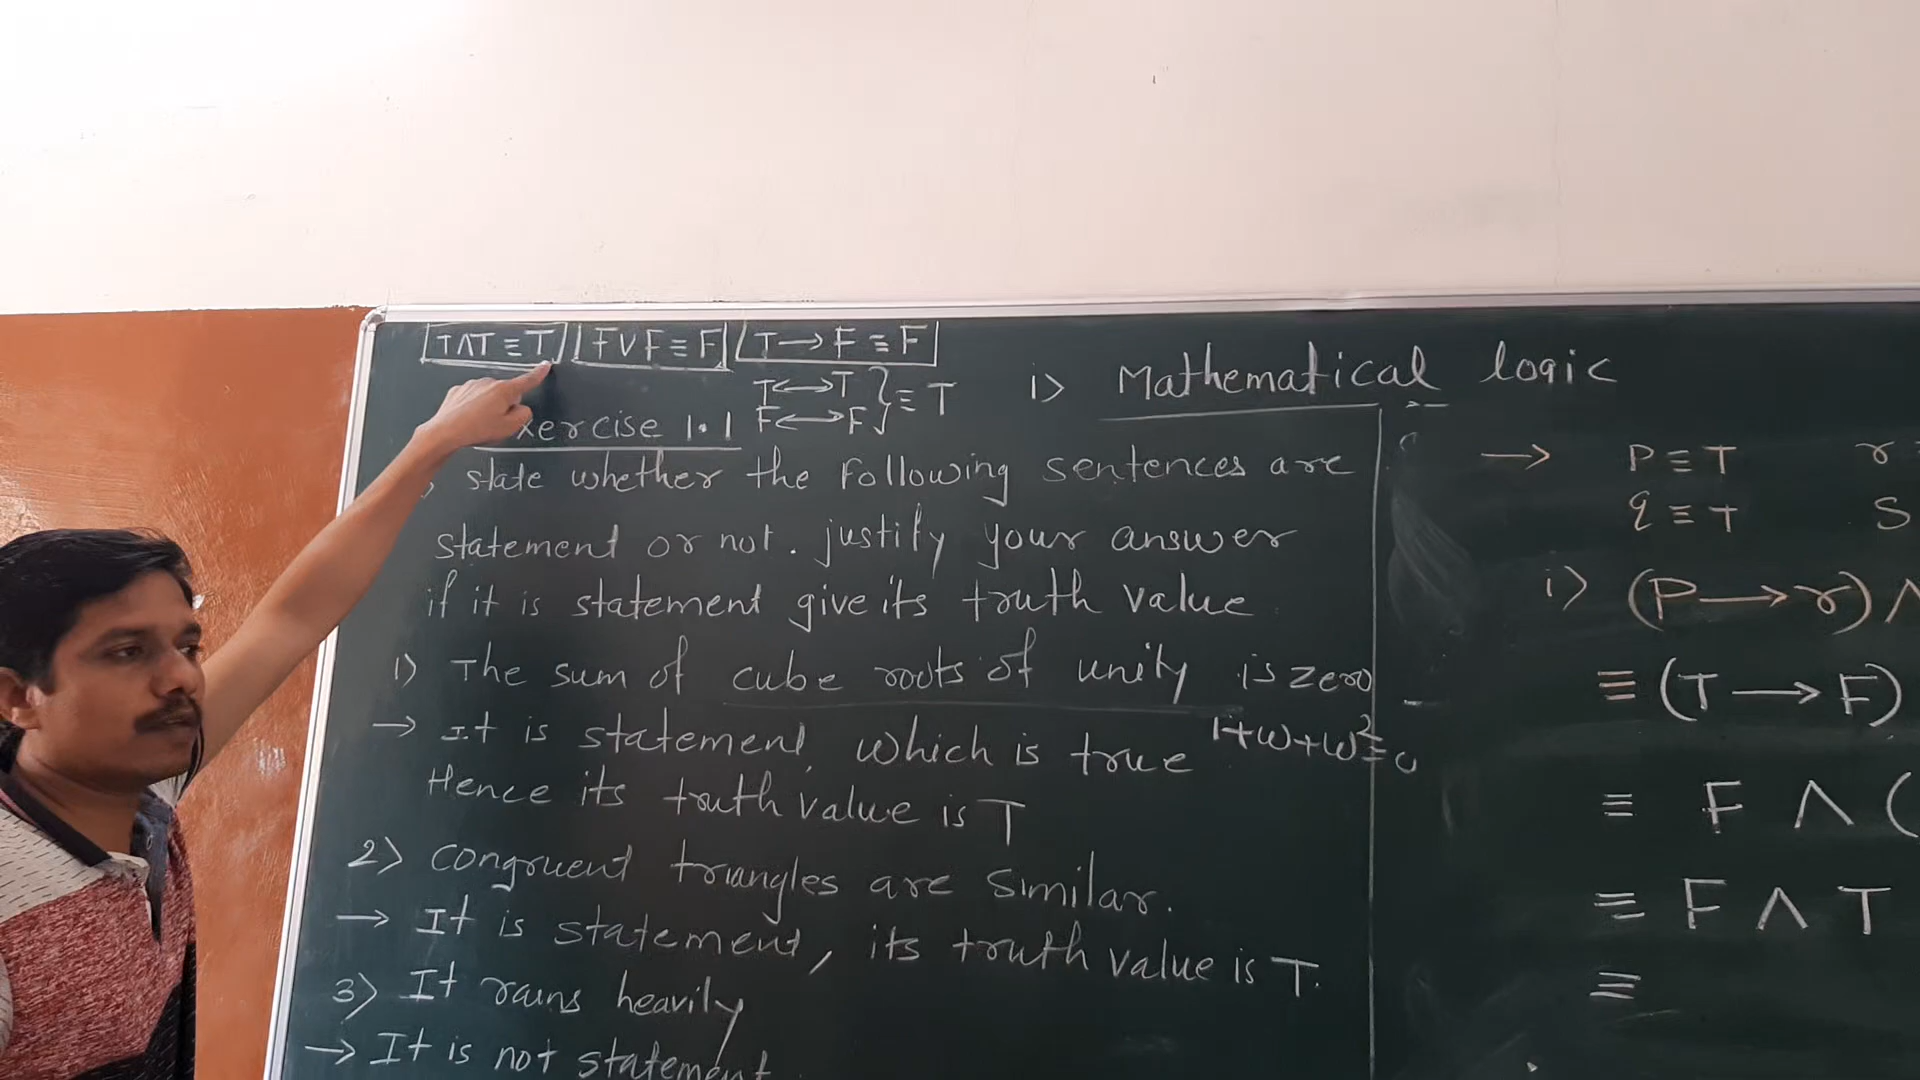 T∧T ≡ T F∨F ≡ F T → F ≡ F
T ↔ T } ≡ T
F ↔ F
i) Mathematical logic
xercise 1.1
state whether the following sentences are
statement or not. justify your answer
if it is statement give its truth value
1) The sum of cube roots of unity is zero
→ It is statement, which is true 1+ω+ω²=0
Hence its truth value is T
2) congruent triangles are similar.
→ It is statement, its truth value is T.
3) It rains heavily
→ It is not statement
→ P ≡ T r ≡
q ≡ T S
i) (P → r) ∧
≡ (T → F)
≡ F ∧ (
≡ F ∧ T
≡